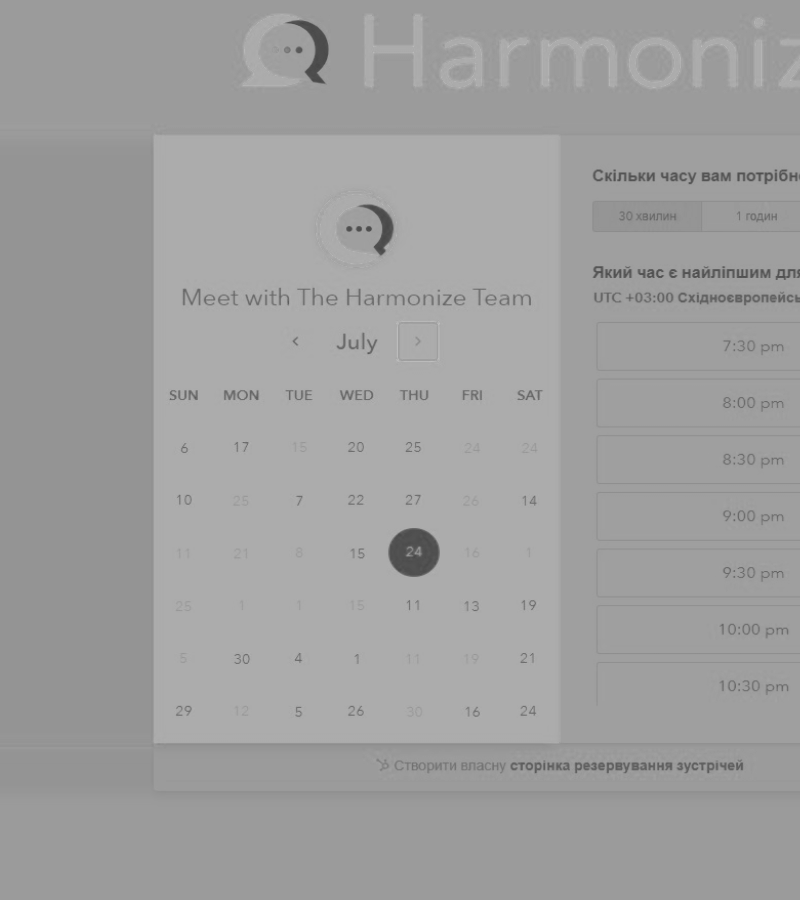 Harmoniz
Meet with The Harmonize Team
July
SUN MON TUE WED THU FRI SAT
6 17 15 20 25 24 24
10 25 7 22 27 26 14
11 21 8 15 24 16 1
25 1 1 15 11 13 19
5 30 4 1 11 19 21
29 12 5 26 30 16 24
Скільки часу вам потрібно
30 хвилин 1 годин
Який час є найліпшим для
UTC +03:00 Східноєвропейсь
7:30 pm
8:00 pm
8:30 pm
9:00 pm
9:30 pm
10:00 pm
10:30 pm
Створити власну сторінка резервування зустрічей